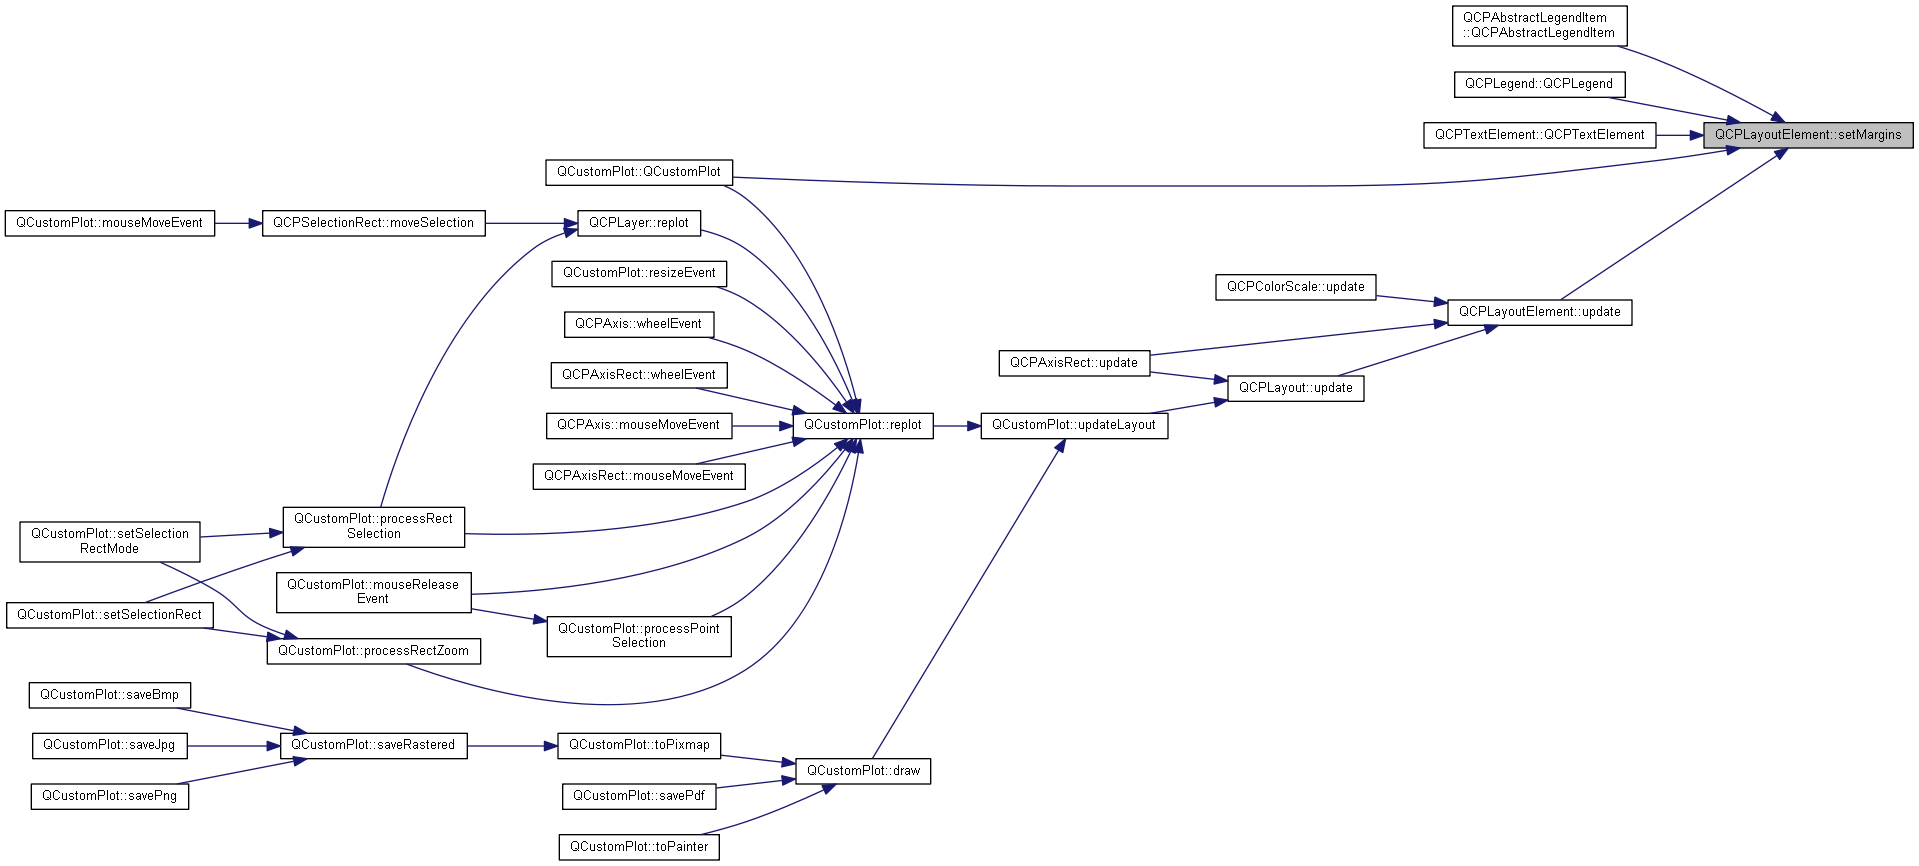 QCPAbstractLegendItem
::QCPAbstractLegendItem
QCPLegend::QCPLegend
QCPTextElement::QCPTextElement
QCPLayoutElement::setMargins
QCustomPlot::QCustomPlot
QCustomPlot::mouseMoveEvent
QCPSelectionRect::moveSelection
QCPLayer::replot
QCustomPlot::resizeEvent
QCPColorScale::update
QCPLayoutElement::update
QCPAxis::wheelEvent
QCPAxisRect::update
QCPAxisRect::wheelEvent
QCPLayout::update
QCPAxis::mouseMoveEvent
QCustomPlot::replot
QCustomPlot::updateLayout
QCPAxisRect::mouseMoveEvent
QCustomPlot::processRect
Selection
QCustomPlot::setSelection
RectMode
QCustomPlot::mouseRelease
Event
QCustomPlot::setSelectionRect
QCustomPlot::processPoint
Selection
QCustomPlot::processRectZoom
QCustomPlot::saveBmp
QCustomPlot::saveJpg
QCustomPlot::saveRastered
QCustomPlot::toPixmap
QCustomPlot::draw
QCustomPlot::savePng
QCustomPlot::savePdf
QCustomPlot::toPainter